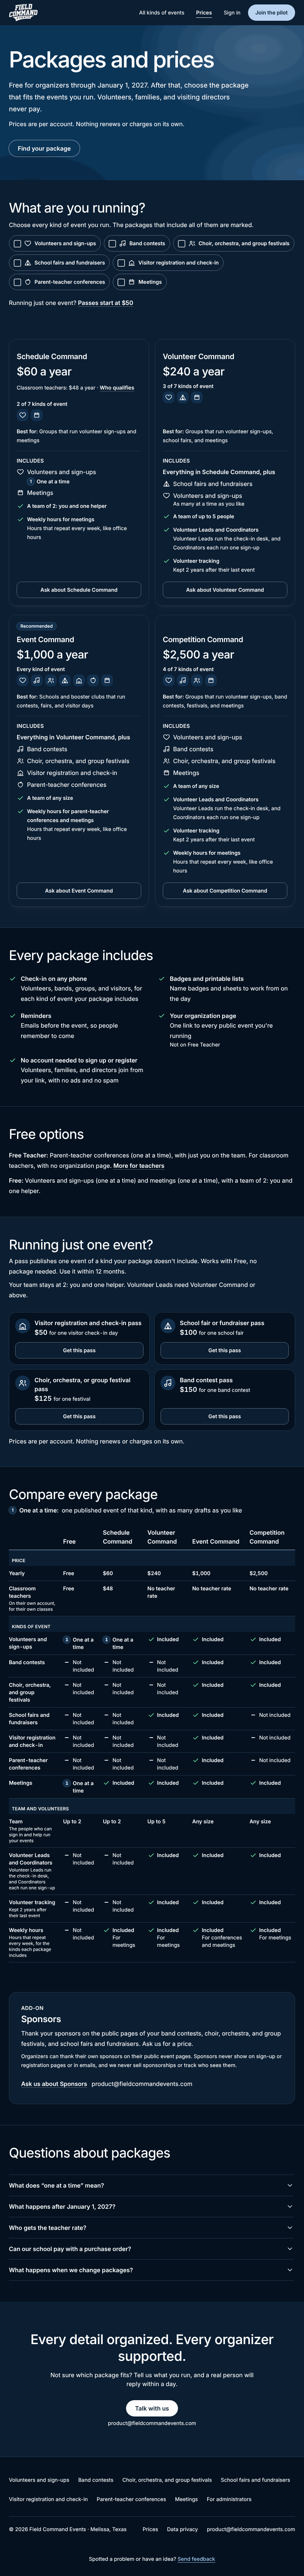 FIELD COMMAND EVENTS
All kinds of events
Prices
Sign in
Join the pilot
Packages and prices
Free for organizers through January 1, 2027. After that, choose the package
that fits the events you run. Volunteers, families, and visiting directors
never pay.
Prices are per account. Nothing renews or charges on its own.
Find your package
What are you running?
Choose every kind of event you run. The packages that include all of them are marked.
Volunteers and sign-ups
Band contests
Choir, orchestra, and group festivals
School fairs and fundraisers
Visitor registration and check-in
Parent-teacher conferences
Meetings
Running just one event? Passes start at $50
Schedule Command
$60 a year
Classroom teachers: $48 a year · Who qualifies
2 of 7 kinds of event
Best for: Groups that run volunteer sign-ups and
meetings
INCLUDES
Volunteers and sign-ups
1 One at a time
Meetings
A team of 2: you and one helper
Weekly hours for meetings
Hours that repeat every week, like office
hours
Ask about Schedule Command
Volunteer Command
$240 a year
3 of 7 kinds of event
Best for: Groups that run volunteer sign-ups,
school fairs, and meetings
INCLUDES
Everything in Schedule Command, plus
School fairs and fundraisers
Volunteers and sign-ups
As many at a time as you like
A team of up to 5 people
Volunteer Leads and Coordinators
Volunteer Leads run the check-in desk, and
Coordinators each run one sign-up
Volunteer tracking
Kept 2 years after their last event
Ask about Volunteer Command
Recommended
Event Command
$1,000 a year
Every kind of event
Best for: Schools and booster clubs that run
contests, fairs, and visitor days
INCLUDES
Everything in Volunteer Command, plus
Band contests
Choir, orchestra, and group festivals
Visitor registration and check-in
Parent-teacher conferences
A team of any size
Weekly hours for parent-teacher
conferences and meetings
Hours that repeat every week, like office
hours
Ask about Event Command
Competition Command
$2,500 a year
4 of 7 kinds of event
Best for: Groups that run volunteer sign-ups, band
contests, festivals, and meetings
INCLUDES
Volunteers and sign-ups
Band contests
Choir, orchestra, and group festivals
Meetings
A team of any size
Volunteer Leads and Coordinators
Volunteer Leads run the check-in desk, and
Coordinators each run one sign-up
Volunteer tracking
Kept 2 years after their last event
Weekly hours for meetings
Hours that repeat every week, like office
hours
Ask about Competition Command
Every package includes
Check-in on any phone
Volunteers, bands, groups, and visitors, for
each kind of event your package includes
Badges and printable lists
Name badges and sheets to work from on
the day
Reminders
Emails before the event, so people
remember to come
Your organization page
One link to every public event you're
running
Not on Free Teacher
No account needed to sign up or register
Volunteers, families, and directors join from
your link, with no ads and no spam
Free options
Free Teacher: Parent-teacher conferences (one at a time), with just you on the team. For classroom
teachers, with no organization page. More for teachers
Free: Volunteers and sign-ups (one at a time) and meetings (one at a time), with a team of 2: you and
one helper.
Running just one event?
A pass publishes one event of a kind your package doesn't include. Works with Free, no
package needed. Use it within 12 months.
Your team stays at 2: you and one helper. Volunteer Leads need Volunteer Command or
above.
Visitor registration and check-in pass
$50 for one visitor check-in day
Get this pass
School fair or fundraiser pass
$100 for one school fair
Get this pass
Choir, orchestra, or group festival
pass
$125 for one festival
Get this pass
Band contest pass
$150 for one band contest
Get this pass
Prices are per account. Nothing renews or charges on its own.
Compare every package
1 One at a time: one published event of that kind, with as many drafts as you like
Free
Schedule Command
Volunteer Command
Event Command
Competition Command
PRICE
Yearly
Free
$60
$240
$1,000
$2,500
Classroom teachers
On their own account, for their own classes
Free
$48
No teacher rate
No teacher rate
No teacher rate
KINDS OF EVENT
Volunteers and sign-ups
1 One at a time
1 One at a time
Included
Included
Included
Band contests
Not included
Not included
Not included
Included
Included
Choir, orchestra, and group festivals
Not included
Not included
Not included
Included
Included
School fairs and fundraisers
Not included
Not included
Included
Included
Not included
Visitor registration and check-in
Not included
Not included
Not included
Included
Not included
Parent-teacher conferences
Not included
Not included
Not included
Included
Not included
Meetings
1 One at a time
Included
Included
Included
Included
TEAM AND VOLUNTEERS
Team
The people who can sign in and help run your events
Up to 2
Up to 2
Up to 5
Any size
Any size
Volunteer Leads and Coordinators
Volunteer Leads run the check-in desk, and Coordinators each run one sign-up
Not included
Not included
Included
Included
Included
Volunteer tracking
Kept 2 years after their last event
Not included
Not included
Included
Included
Included
Weekly hours
Hours that repeat every week, for the kinds each package includes
Not included
Included For meetings
Included For meetings
Included For conferences and meetings
Included For meetings
ADD-ON
Sponsors
Thank your sponsors on the public pages of your band contests, choir, orchestra, and group
festivals, and school fairs and fundraisers. Ask us for a price.
Organizers can thank their own sponsors on their public event pages. Sponsors never show on sign-up or
registration pages or in emails, and we never sell sponsorships or track who sees them.
Ask us about Sponsors product@fieldcommandevents.com
Questions about packages
What does “one at a time” mean?
What happens after January 1, 2027?
Who gets the teacher rate?
Can our school pay with a purchase order?
What happens when we change packages?
Every detail organized. Every organizer
supported.
Not sure which package fits? Tell us what you run, and a real person will
reply within a day.
Talk with us
product@fieldcommandevents.com
Volunteers and sign-ups
Band contests
Choir, orchestra, and group festivals
School fairs and fundraisers
Visitor registration and check-in
Parent-teacher conferences
Meetings
For administrators
© 2026 Field Command Events · Melissa, Texas
Prices
Data privacy
product@fieldcommandevents.com
Spotted a problem or have an idea? Send feedback